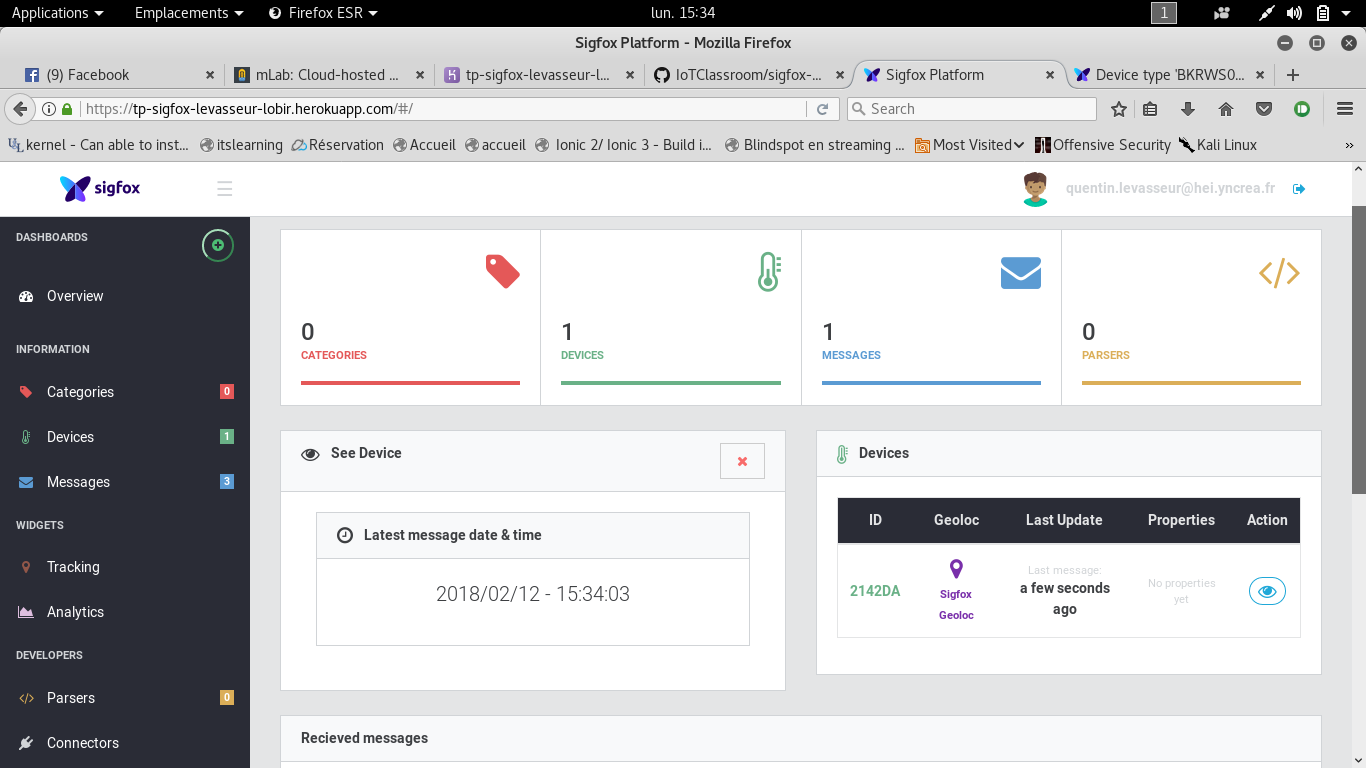 Applications Emplacements Firefox ESR lun. 15:34 1
Sigfox Platform - Mozilla Firefox
(9) Facebook mLab: Cloud-hosted ... tp-sigfox-levasseur-l... IoTClassroom/sigfox-... Sigfox Platform Device type 'BKRWS0...
https://tp-sigfox-levasseur-lobir.herokuapp.com/#/ Search
kernel - Can able to inst... itslearning Réservation Accueil accueil Ionic 2/ Ionic 3 - Build i... Blindspot en streaming ... Most Visited Offensive Security Kali Linux »
sigfox quentin.levasseur@hei.yncrea.fr
DASHBOARDS
Overview
INFORMATION
Categories 0
Devices 1
Messages 3
WIDGETS
Tracking
Analytics
DEVELOPERS
Parsers 0
Connectors
0
CATEGORIES
1
DEVICES
1
MESSAGES
0
PARSERS
See Device
Latest message date & time
2018/02/12 - 15:34:03
Devices
ID Geoloc Last Update Properties Action
2142DA
Sigfox
Geoloc
Last message:
a few seconds
ago
No properties
yet
Recieved messages